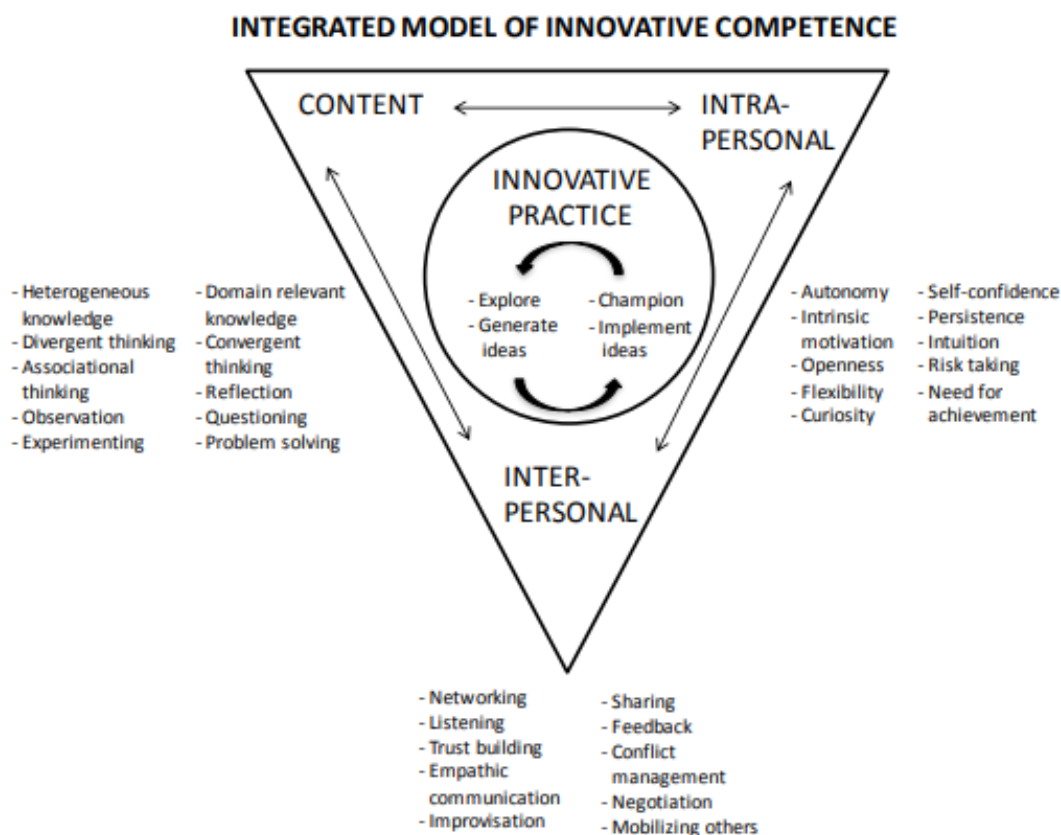 INTEGRATED MODEL OF INNOVATIVE COMPETENCE
CONTENT
INTRA-
PERSONAL
INNOVATIVE
PRACTICE
- Explore
- Generate
ideas
- Champion
- Implement
ideas
INTER-
PERSONAL
- Heterogeneous
knowledge
- Divergent thinking
- Associational
thinking
- Observation
- Experimenting
- Domain relevant
knowledge
- Convergent
thinking
- Reflection
- Questioning
- Problem solving
- Autonomy
- Intrinsic
motivation
- Openness
- Flexibility
- Curiosity
- Self-confidence
- Persistence
- Intuition
- Risk taking
- Need for
achievement
- Networking
- Listening
- Trust building
- Empathic
communication
- Improvisation
- Sharing
- Feedback
- Conflict
management
- Negotiation
- Mobilizing others